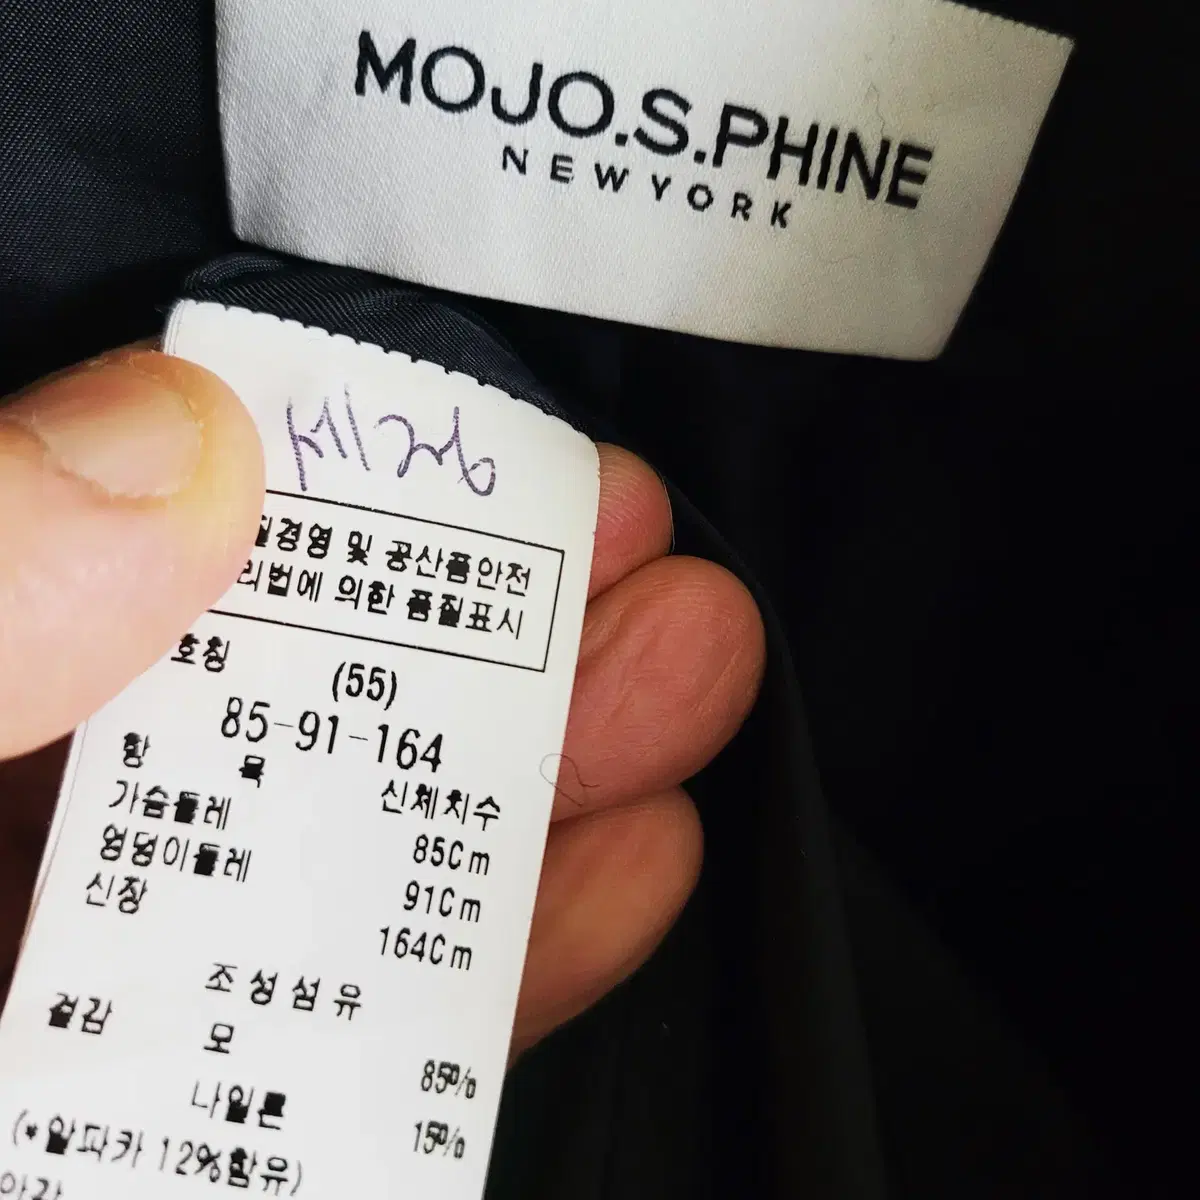 MOJO.S.PHINE
NEW YORK
질경영 및 공산품안전
리법에 의한 품질표시
호칭 (55)
85-91-164
항 목 신체치수
가슴둘레 85Cm
엉덩이둘레 91Cm
신장 164Cm
조성섬유
겉감 모 85%
나일론 15%
(*알파카 12%함유)